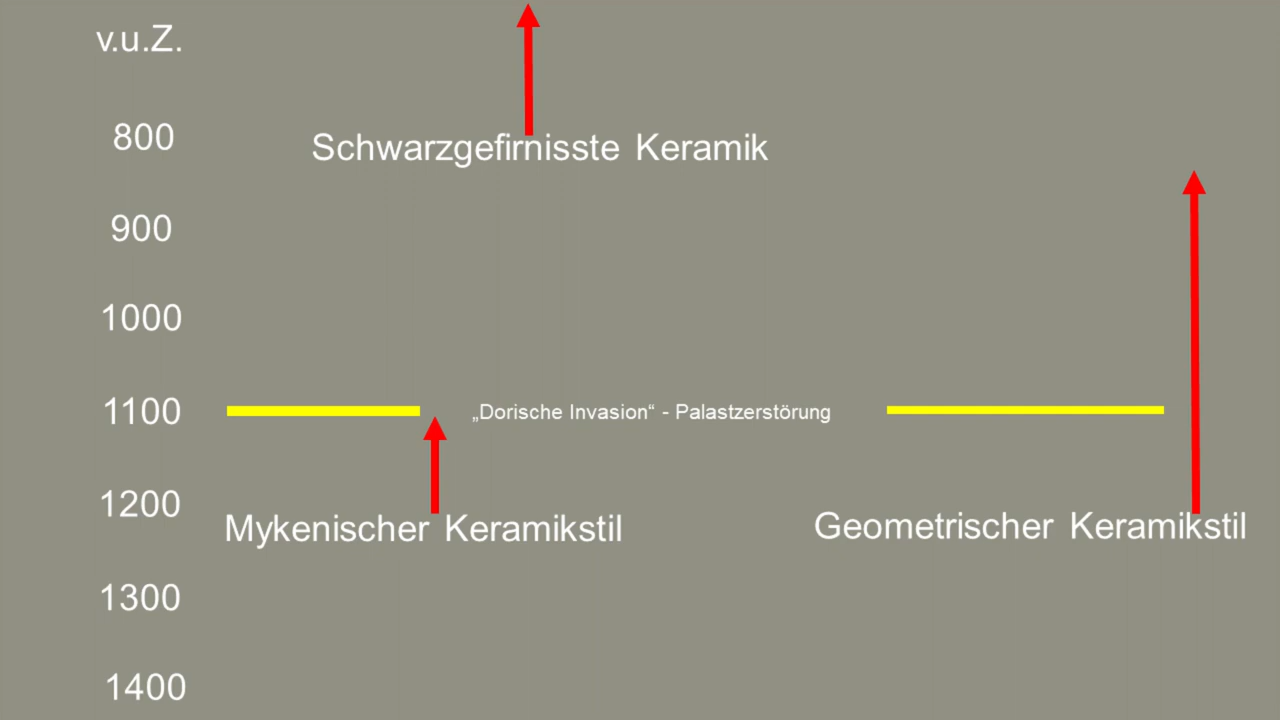 v.u.Z.
800
Schwarzgefirnisste Keramik
900
1000
1100
„Dorische Invasion“ - Palastzerstörung
1200
Mykenischer Keramikstil
Geometrischer Keramikstil
1300
1400